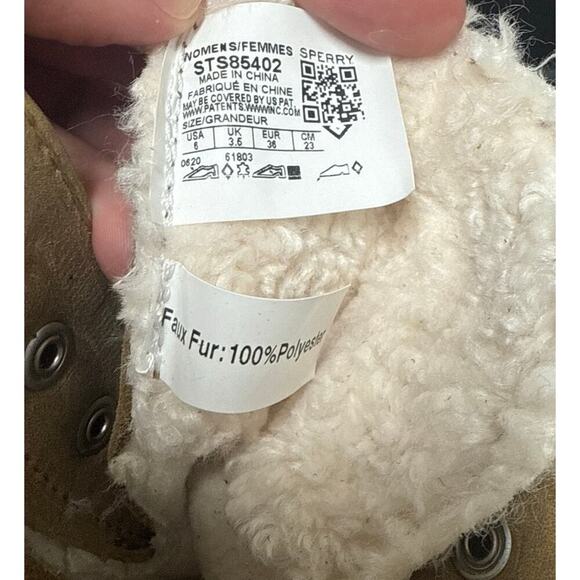 WOMENS/FEMMES SPERRY
STS85402
MADE IN CHINA
FABRIQUÉ EN CHINE
MAY BE COVERED BY US PAT.
WWW.PATENTS.WWWINC.COM
SIZE/GRANDEUR
USA UK EUR CM
6 3.5 36 23
0620 61803
Faux Fur: 100% Polyester